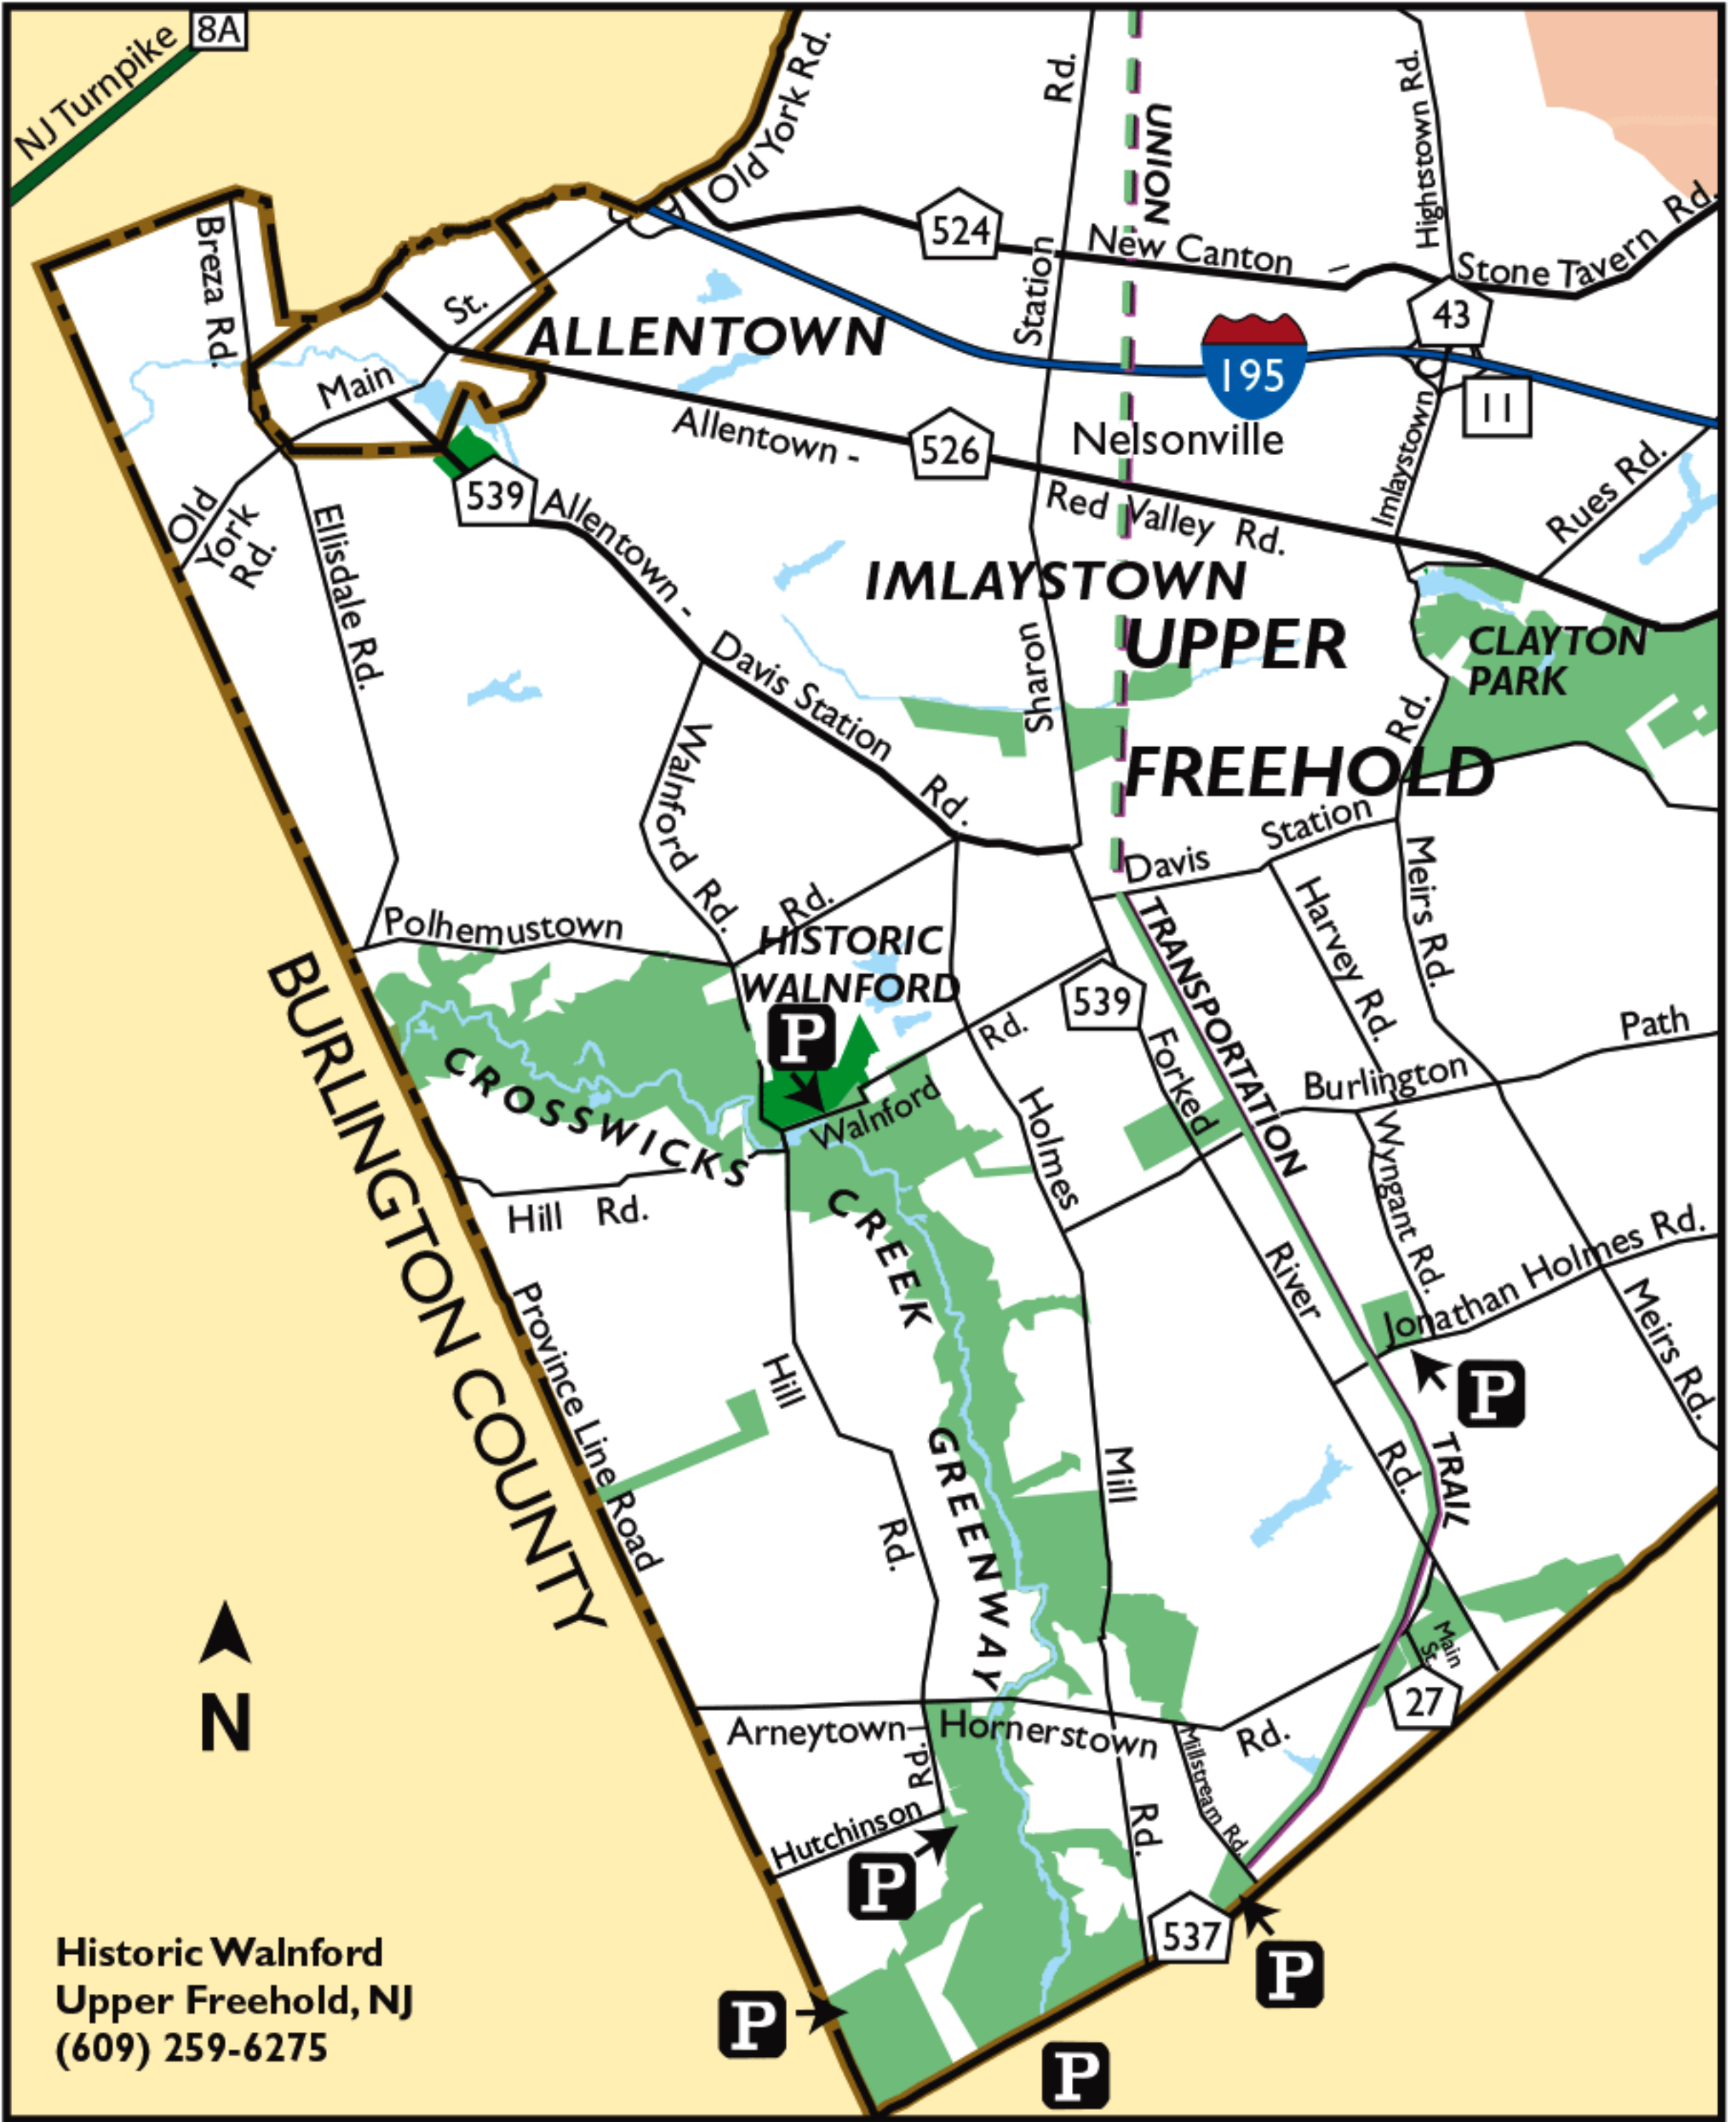 8A
NJ Turnpike
Old York Rd.
Rd.
UNION
Hightstown Rd.
Breza Rd.
524
New Canton –
Stone Tavern Rd.
Station
St.
43
ALLENTOWN
195
Main
11
Allentown -
526
Nelsonville
Imlaystown
Rues Rd.
539
Old
York
Rd.
Ellisdale Rd.
Allentown -
Red Valley Rd.
IMLAYSTOWN
UPPER
CLAYTON
PARK
Sharon
Davis Station
Rd.
Walnford Rd.
Rd.
FREEHOLD
Station
Davis
Meirs Rd.
Harvey Rd.
Rd.
Polhemustown
HISTORIC
WALNFORD
P
TRANSPORTATION
539
Path
Rd.
BURLINGTON COUNTY
CROSSWICKS
Walnford
Forked
Burlington
Holmes
Wyngant Rd.
Hill Rd.
CREEK
River
Jonathan Holmes Rd.
Province Line Road
Hill
P
Meirs Rd.
GREENWAY
Mill
Rd.
TRAIL
Rd.
N
Main
St.
27
Arneytown–
Hornerstown
Rd.
Rd.
Millstream Rd.
Hutchinson
Rd.
P
537
Historic Walnford
Upper Freehold, NJ
(609) 259-6275
P
P
P